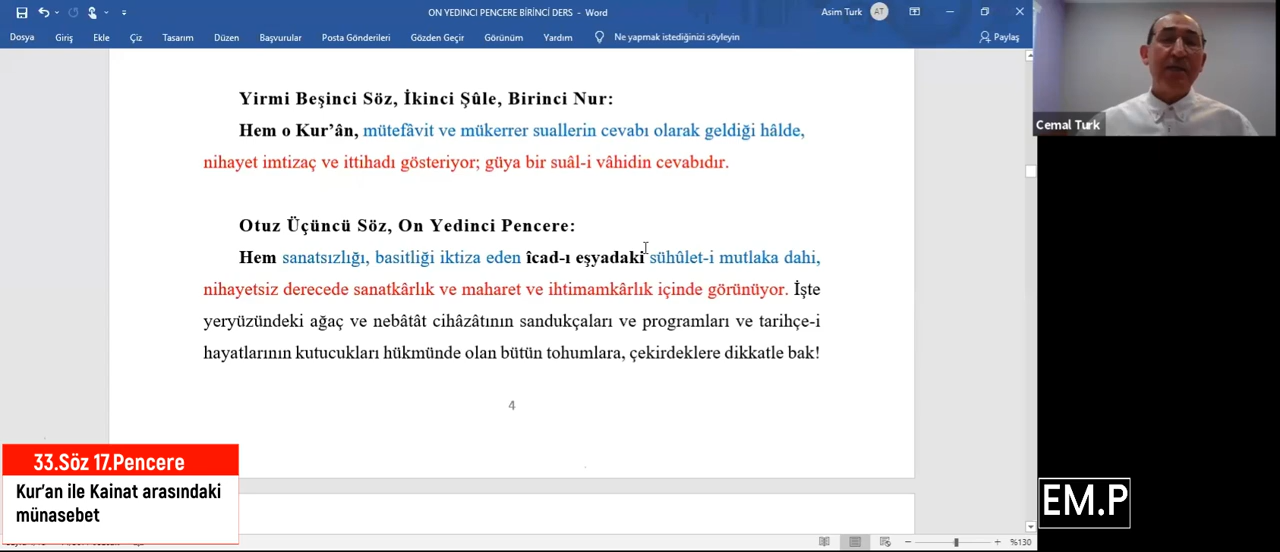 ON YEDINCI PENCERE BİRİNCİ DERS - Word
Asim Turk AT
Dosya Giriş Ekle Çiz Tasarım Düzen Başvurular Posta Gönderileri Gözden Geçir Görünüm Yardım Ne yapmak istediğinizi söyleyin Paylaş
Yirmi Beşinci Söz, İkinci Şûle, Birinci Nur:
Hem o Kur’ân, mütefâvit ve mükerrer suallerin cevabı olarak geldiği hâlde,
nihayet imtizaç ve ittihadı gösteriyor; güya bir suâl-i vâhidin cevabıdır.
Otuz Üçüncü Söz, On Yedinci Pencere:
Hem sanatsızlığı, basitliği iktiza eden îcad-ı eşyadaki sühûlet-i mutlaka dahi,
nihayetsiz derecede sanatkârlık ve maharet ve ihtimamkârlık içinde görünüyor. İşte
yeryüzündeki ağaç ve nebâtât cihâzâtının sandukçaları ve programları ve tarihçe-i
hayatlarının kutucukları hükmünde olan bütün tohumlara, çekirdeklere dikkatle bak!
4
Cemal Turk
33.Söz 17.Pencere
Kur’an ile Kainat arasındaki
münasebet
EM.P
%130